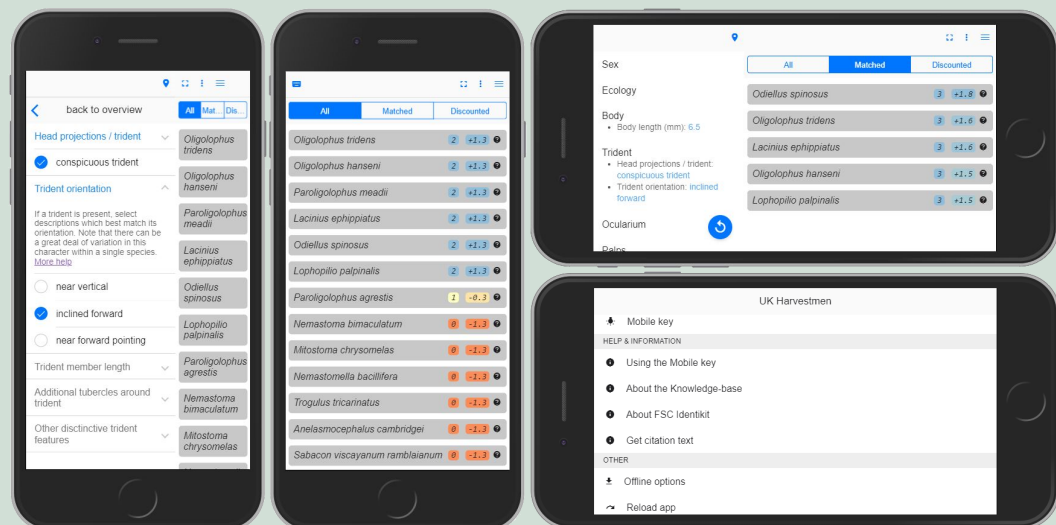 back to overview
All Mat... Dis...
Head projections / trident
conspicuous trident
Trident orientation
If a trident is present, select
descriptions which best match its
orientation. Note that there can be
a great deal of variation in this
character within a single species.
More help
near vertical
inclined forward
near forward pointing
Trident member length
Additional tubercles around
trident
Other disctinctive trident
features
Oligolophus
tridens
Oligolophus
hanseni
Paroligolophus
meadii
Lacinius
ephippiatus
Odiellus
spinosus
Lophopilio
palpinalis
Paroligolophus
agrestis
Nemastoma
bimaculatum
Mitostoma
chrysomelas
All Matched Discounted
Oligolophus tridens 2 +1.3
Oligolophus hanseni 2 +1.3
Paroligolophus meadii 2 +1.3
Lacinius ephippiatus 2 +1.3
Odiellus spinosus 2 +1.3
Lophopilio palpinalis 2 +1.3
Paroligolophus agrestis 1 -0.3
Nemastoma bimaculatum 0 -1.3
Mitostoma chrysomelas 0 -1.3
Nemastomella bacillifera 0 -1.3
Trogulus tricarinatus 0 -1.3
Anelasmocephalus cambridgei 0 -1.3
Sabacon viscayanum ramblaianum 0 -1.3
Sex
Ecology
Body
• Body length (mm): 6.5
Trident
• Head projections / trident:
conspicuous trident
• Trident orientation: inclined
forward
Ocularium
Palps
All Matched Discounted
Odiellus spinosus 3 +1.8
Oligolophus tridens 3 +1.6
Lacinius ephippiatus 3 +1.6
Oligolophus hanseni 3 +1.5
Lophopilio palpinalis 3 +1.5
UK Harvestmen
Mobile key
HELP & INFORMATION
Using the Mobile key
About the Knowledge-base
About FSC Identikit
Get citation text
OTHER
Offline options
Reload app